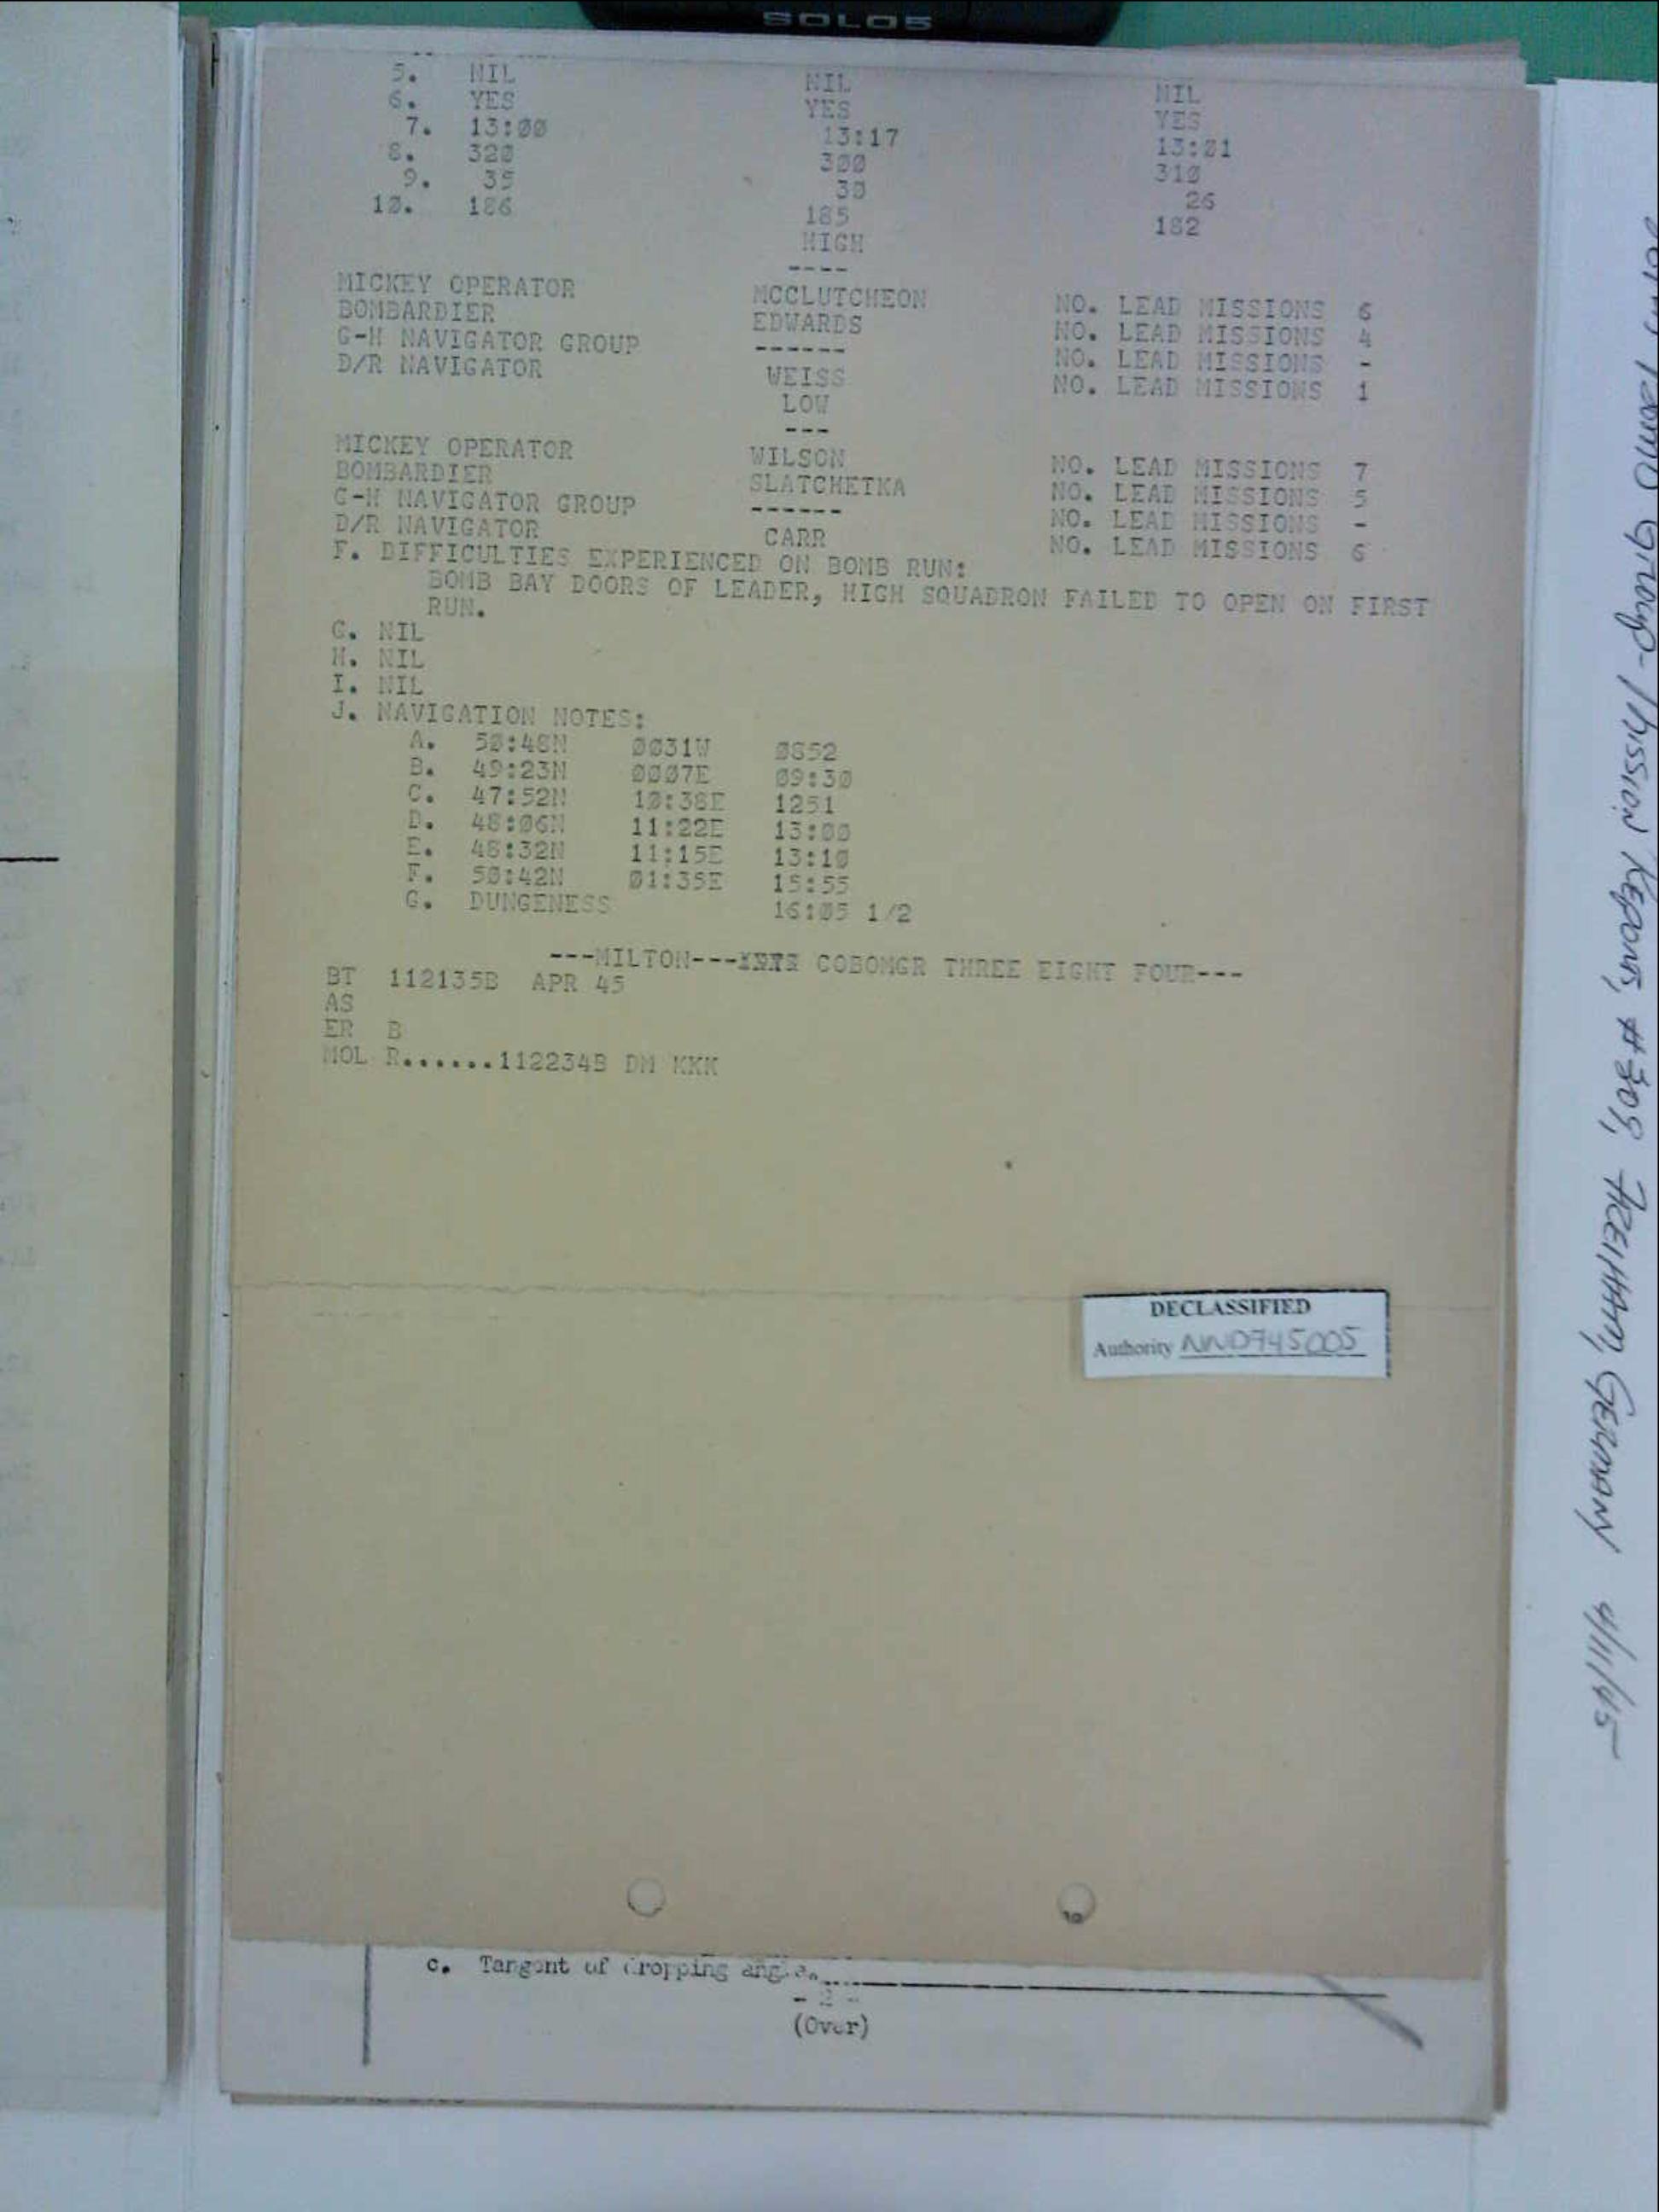 SOLO5
5. NIL NIL NIL
6. YES YES YES
7. 13:00 13:17 13:01
8. 320 300 310
9. 35 30 26
10. 186 185 182
HIGH
----
MICKEY OPERATOR MCCLUTCHEON NO. LEAD MISSIONS 6
BOMBARDIER EDWARDS NO. LEAD MISSIONS 4
G-H NAVIGATOR GROUP ------ NO. LEAD MISSIONS -
D/R NAVIGATOR WEISS NO. LEAD MISSIONS 1
LOW
---
MICKEY OPERATOR WILSON NO. LEAD MISSIONS 7
BOMBARDIER SLATCHETKA NO. LEAD MISSIONS 5
G-H NAVIGATOR GROUP ------ NO. LEAD MISSIONS -
D/R NAVIGATOR CARR NO. LEAD MISSIONS 6
F. DIFFICULTIES EXPERIENCED ON BOMB RUN:
BOMB BAY DOORS OF LEADER, HIGH SQUADRON FAILED TO OPEN ON FIRST
RUN.
G. NIL
H. NIL
I. NIL
J. NAVIGATION NOTES:
A. 50:48N 0031W 0852
B. 49:23N 0007E 09:30
C. 47:52N 10:38E 1251
D. 48:06N 11:22E 13:00
E. 48:32N 11:15E 13:10
F. 50:42N 01:35E 15:55
G. DUNGENESS 16:05 1/2
---MILTON--- COBOMGR THREE EIGHT FOUR---
BT 112135B APR 45
AS
ER B
MOL R.......112234B DM KKK
DECLASSIFIED
Authority NND745005
c. Tangent of dropping angle.
- 2 -
(Over)
Bomb Group - Mission Reports, #309, TREIHAM, GERMANY 4/11/45